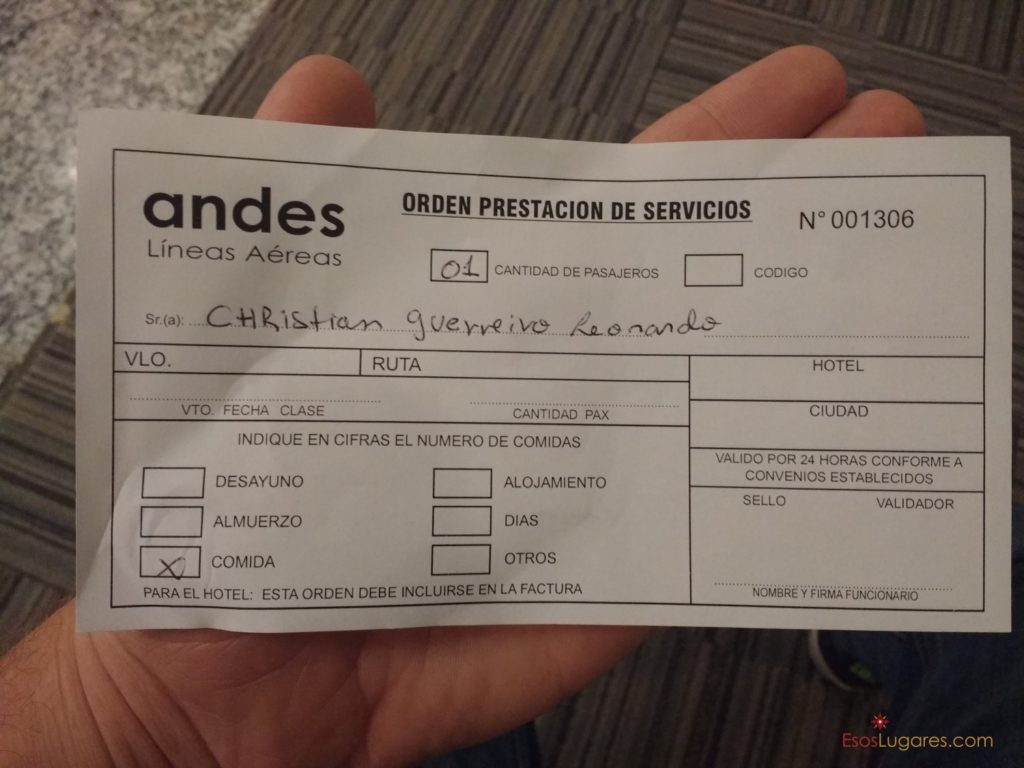 andes
Líneas Aéreas
ORDEN PRESTACION DE SERVICIOS
N° 001306
01 CANTIDAD DE PASAJEROS
CODIGO
Sr.(a): CHRistian guerreiro Leonardo
VLO.
RUTA
HOTEL
VTO. FECHA CLASE
CANTIDAD PAX
CIUDAD
INDIQUE EN CIFRAS EL NUMERO DE COMIDAS
VALIDO POR 24 HORAS CONFORME A
CONVENIOS ESTABLECIDOS
DESAYUNO
ALOJAMIENTO
SELLO VALIDADOR
ALMUERZO
DIAS
X COMIDA
OTROS
PARA EL HOTEL: ESTA ORDEN DEBE INCLUIRSE EN LA FACTURA
NOMBRE Y FIRMA FUNCIONARIO
EsosLugares.com